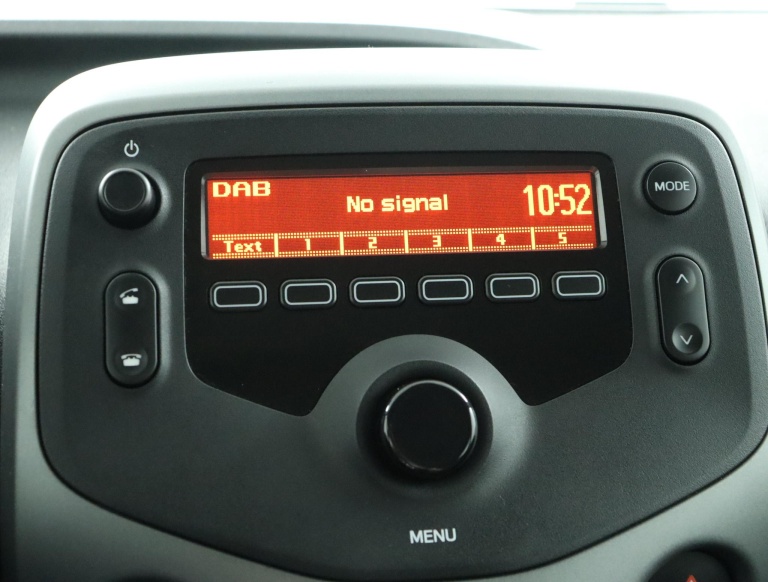 DAB
No signal
10:52
Text 1 2 3 4 5
MODE
MENU